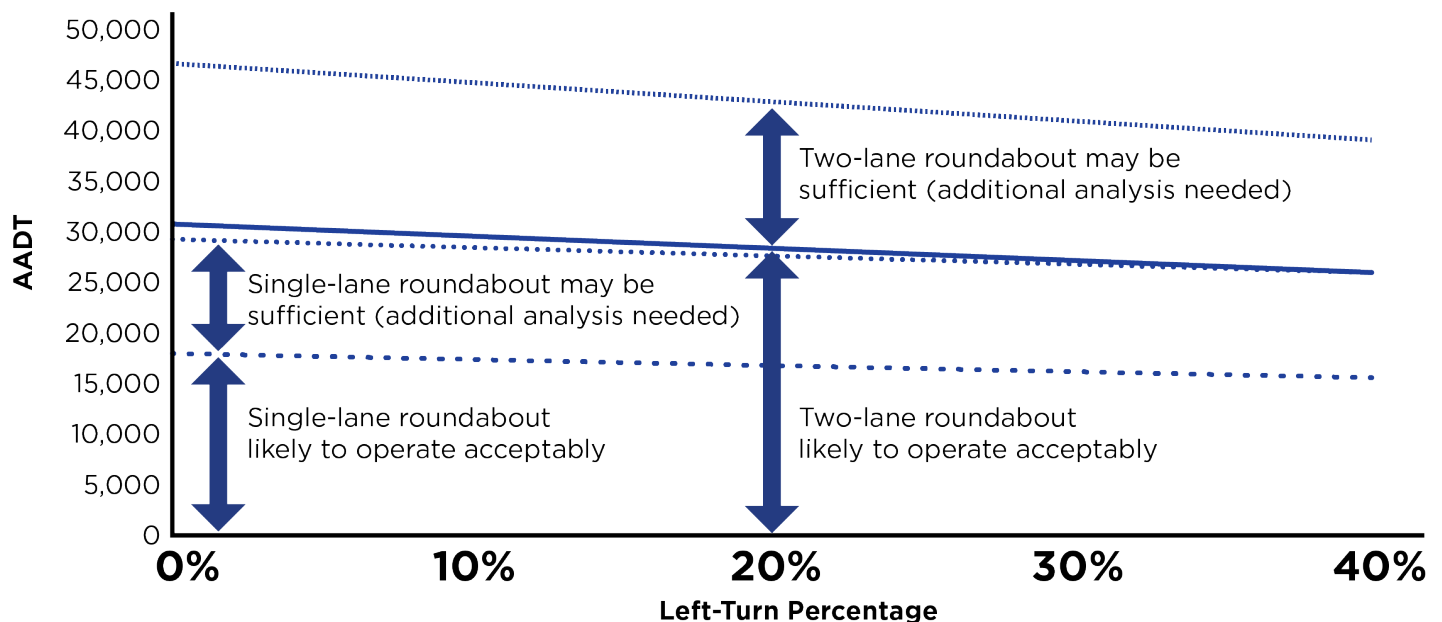 50,000
45,000
40,000
35,000
30,000
25,000
20,000
15,000
10,000
5,000
0
AADT
Two-lane roundabout may be
sufficient (additional analysis needed)
Single-lane roundabout may be
sufficient (additional analysis needed)
Single-lane roundabout
likely to operate acceptably
Two-lane roundabout
likely to operate acceptably
0%
10%
20%
30%
40%
Left-Turn Percentage